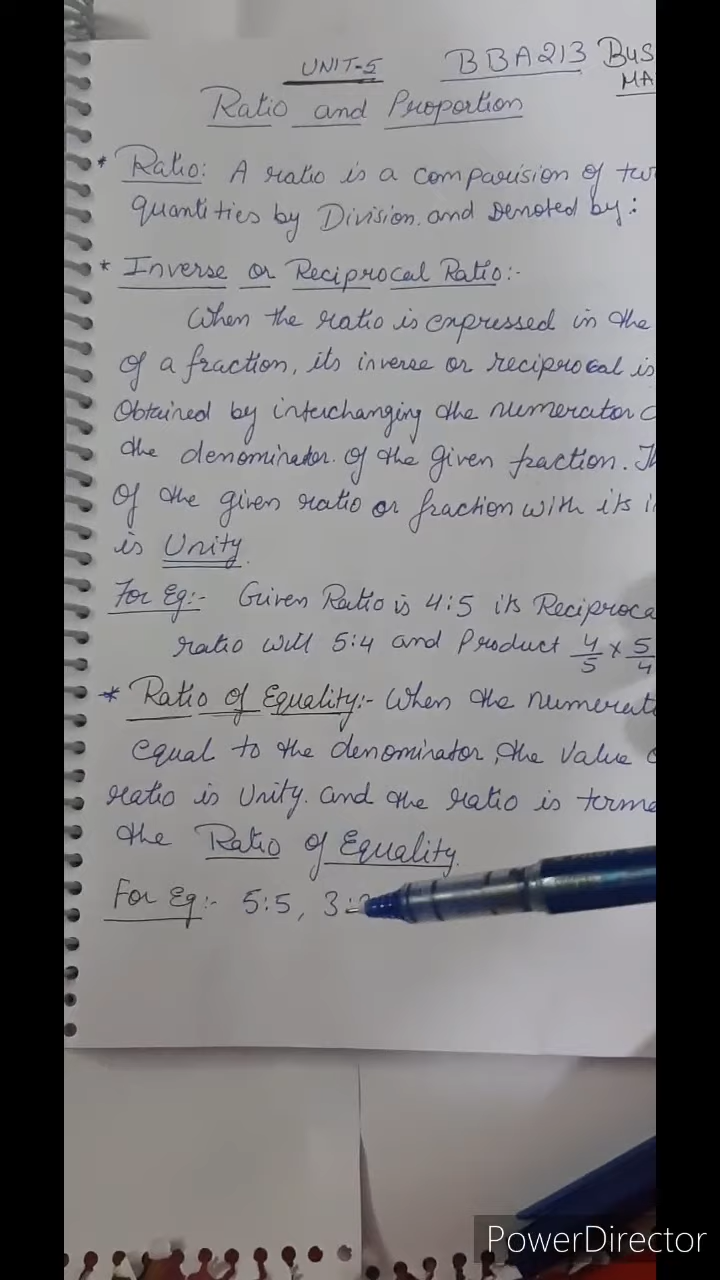 UNIT-5 BBA213 BUS
MA
Ratio and Proportion
* Ratio: A ratio is a comparision of tw
quantities by Division. and Denoted by :
* Inverse or Reciprocal Ratio:-
When the ratio is expressed in the
of a fraction, its inverse or reciprocal is
Obtained by interchanging the numerator
the denominator. of the given fraction.
of the given ratio or fraction with its
is Unity.
For Eg:- Given Ratio is 4:5 its Reciproca
ratio will 5:4 and Product 4/5 × 5/4
* Ratio of Equality:- When the numerat
equal to the denominator, the value
ratio is Unity. and the ratio is terme
the Ratio of Equality.
For Eg:- 5:5, 3:
PowerDirector